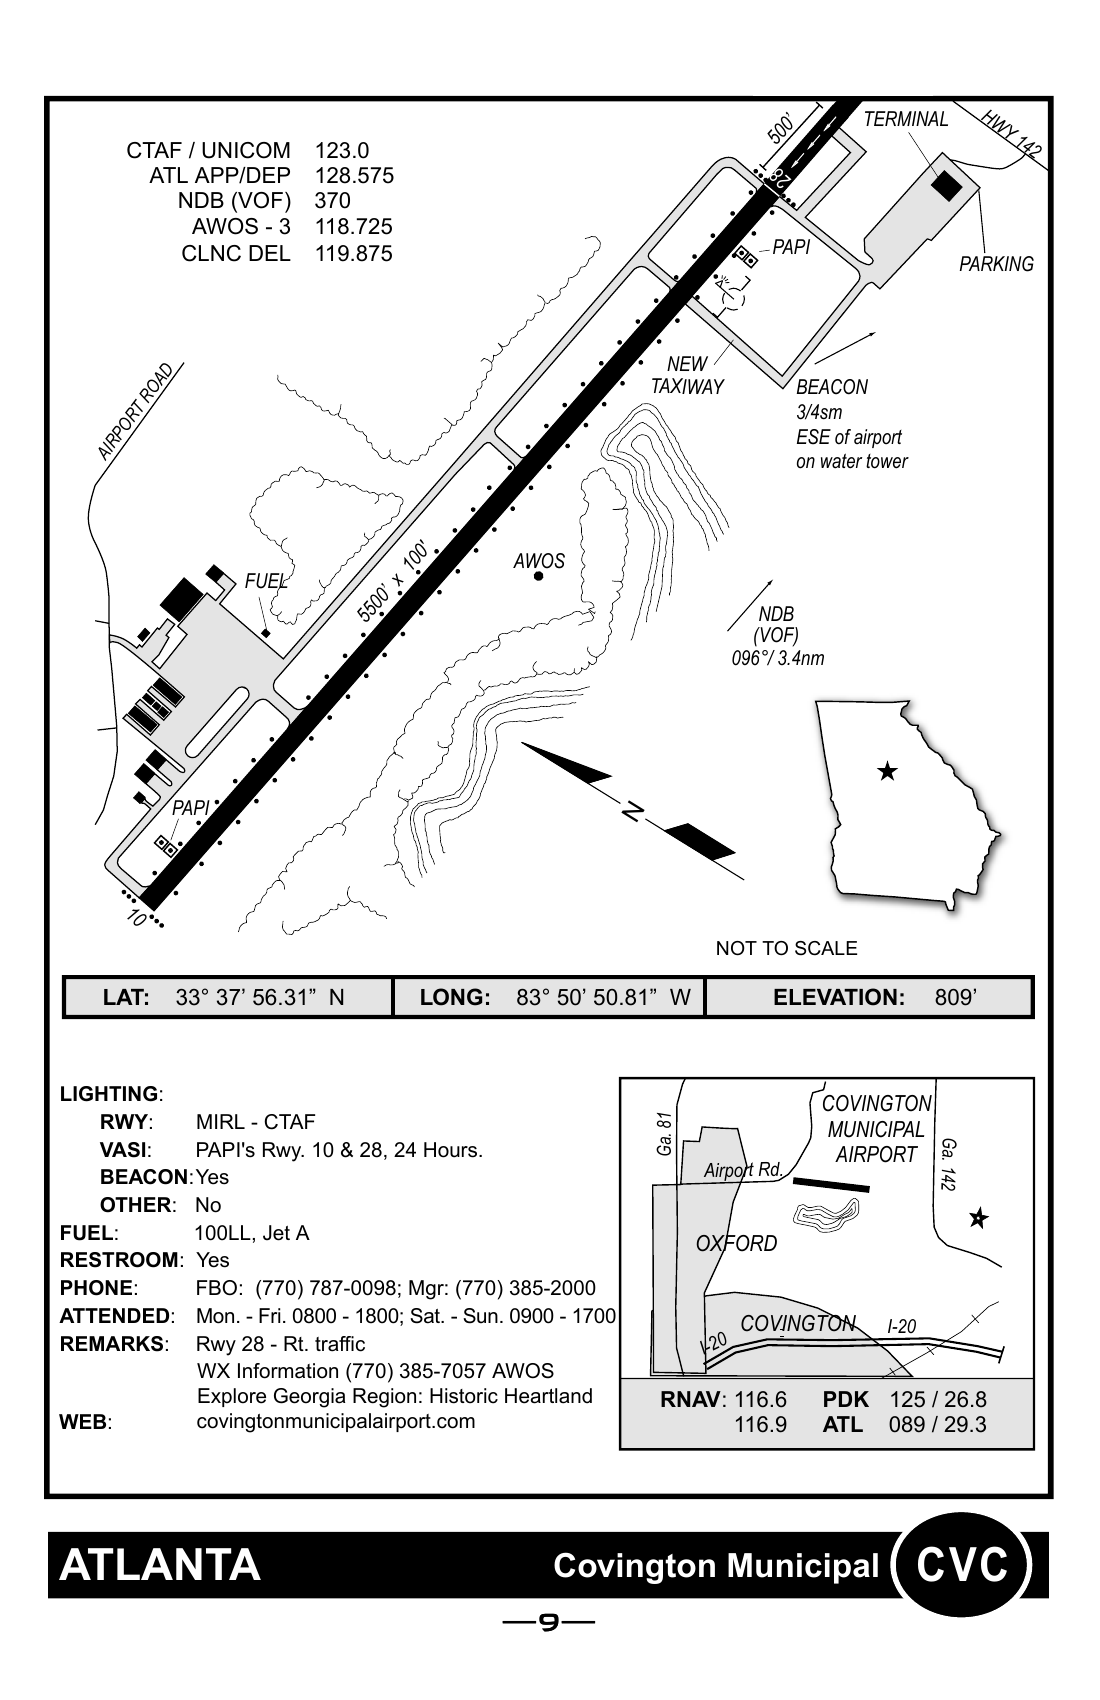 CTAF / UNICOM 123.0
ATL APP/DEP 128.575
NDB (VOF) 370
AWOS - 3 118.725
CLNC DEL 119.875
500’
TERMINAL
HWY 142
28
PAPI
PARKING
NEW
TAXIWAY
BEACON
3/4sm
ESE of airport
on water tower
AIRPORT ROAD
FUEL
5500’ x 100’
AWOS
NDB
(VOF)
096°/ 3.4nm
N
PAPI
10
NOT TO SCALE
LAT: 33° 37’ 56.31” N LONG: 83° 50’ 50.81” W ELEVATION: 809’
LIGHTING:
RWY: MIRL - CTAF
VASI: PAPI's Rwy. 10 & 28, 24 Hours.
BEACON: Yes
OTHER: No
FUEL: 100LL, Jet A
RESTROOM: Yes
PHONE: FBO: (770) 787-0098; Mgr: (770) 385-2000
ATTENDED: Mon. - Fri. 0800 - 1800; Sat. - Sun. 0900 - 1700
REMARKS: Rwy 28 - Rt. traffic
WX Information (770) 385-7057 AWOS
Explore Georgia Region: Historic Heartland
WEB: covingtonmunicipalairport.com
Ga. 81
COVINGTON
MUNICIPAL
AIRPORT
Ga. 142
Airport Rd.
OXFORD
COVINGTON
I-20
I-20
RNAV: 116.6 PDK 125 / 26.8
116.9 ATL 089 / 29.3
ATLANTA
Covington Municipal
CVC
9